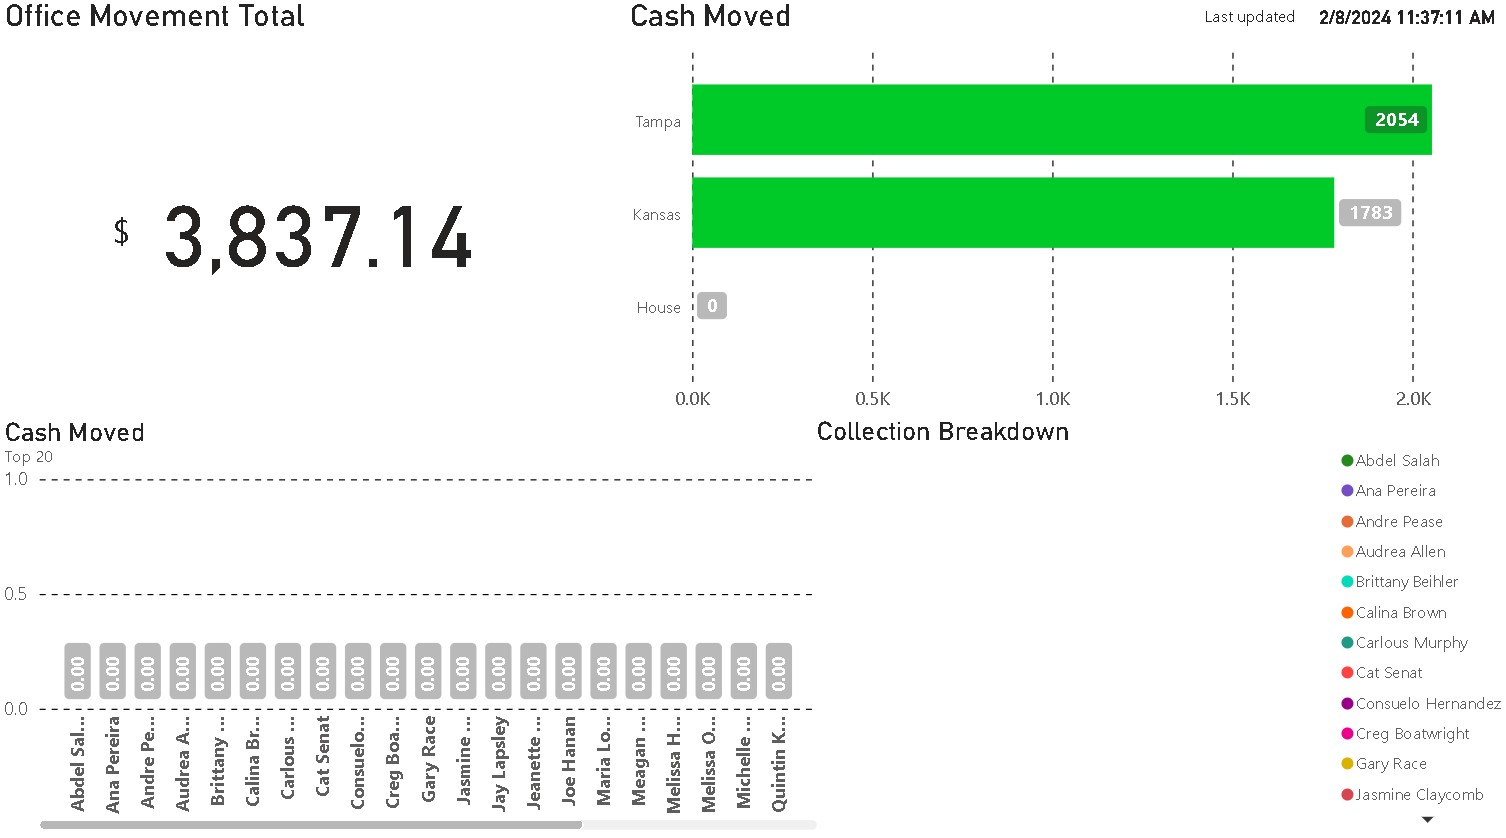 Office Movement Total
$ 3,837.14
Cash Moved
Last updated 2/8/2024 11:37:11 AM
Tampa 2054
Kansas 1783
House 0
0.0K 0.5K 1.0K 1.5K 2.0K
Cash Moved
Top 20
1.0
0.5
0.00 0.00 0.00 0.00 0.00 0.00 0.00 0.00 0.00 0.00 0.00 0.00 0.00 0.00 0.00 0.00 0.00 0.00 0.00 0.00 0.00
0.0
Abdel Sal...
Ana Pereira
Andre Pe...
Audrea A...
Brittany ...
Calina Br...
Carlous ...
Cat Senat
Consuelo...
Creg Boa...
Gary Race
Jasmine ...
Jay Lapsley
Jeanette ...
Joe Hanan
Maria Lo...
Meagan ...
Melissa H...
Melissa O...
Michelle ...
Quintin K...
Collection Breakdown
Abdel Salah
Ana Pereira
Andre Pease
Audrea Allen
Brittany Beihler
Calina Brown
Carlous Murphy
Cat Senat
Consuelo Hernandez
Creg Boatwright
Gary Race
Jasmine Claycomb